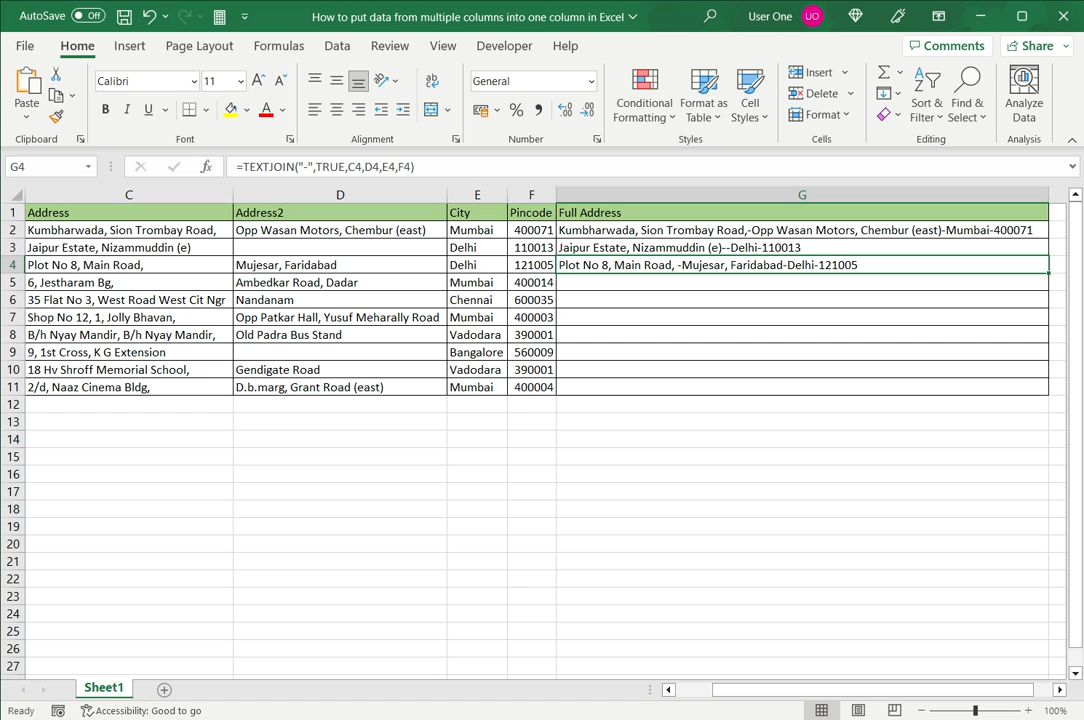 AutoSave Off How to put data from multiple columns into one column in Excel User One UO
File Home Insert Page Layout Formulas Data Review View Developer Help Comments Share
Paste Calibri 11 A A General Conditional Formatting Format as Table Cell Styles Insert Delete Format Sort & Filter Find & Select Analyze Data
B I U A ab % 
Clipboard Font Alignment Number Styles Cells Editing Analysis
G4 fx =TEXTJOIN("-",TRUE,C4,D4,E4,F4)
C D E F G
1 Address Address2 City Pincode Full Address
2 Kumbharwada, Sion Trombay Road, Opp Wasan Motors, Chembur (east) Mumbai 400071 Kumbharwada, Sion Trombay Road,-Opp Wasan Motors, Chembur (east)-Mumbai-400071
3 Jaipur Estate, Nizammuddin (e) Delhi 110013 Jaipur Estate, Nizammuddin (e)--Delhi-110013
4 Plot No 8, Main Road, Mujesar, Faridabad Delhi 121005 Plot No 8, Main Road, -Mujesar, Faridabad-Delhi-121005
5 6, Jestharam Bg, Ambedkar Road, Dadar Mumbai 400014
6 35 Flat No 3, West Road West Cit Ngr Nandanam Chennai 600035
7 Shop No 12, 1, Jolly Bhavan, Opp Patkar Hall, Yusuf Meharally Road Mumbai 400003
8 B/h Nyay Mandir, B/h Nyay Mandir, Old Padra Bus Stand Vadodara 390001
9 9, 1st Cross, K G Extension Bangalore 560009
10 18 Hv Shroff Memorial School, Gendigate Road Vadodara 390001
11 2/d, Naaz Cinema Bldg, D.b.marg, Grant Road (east) Mumbai 400004
12
13
14
15
16
17
18
19
20
21
22
23
24
25
26
27
Sheet1
Ready Accessibility: Good to go 100%